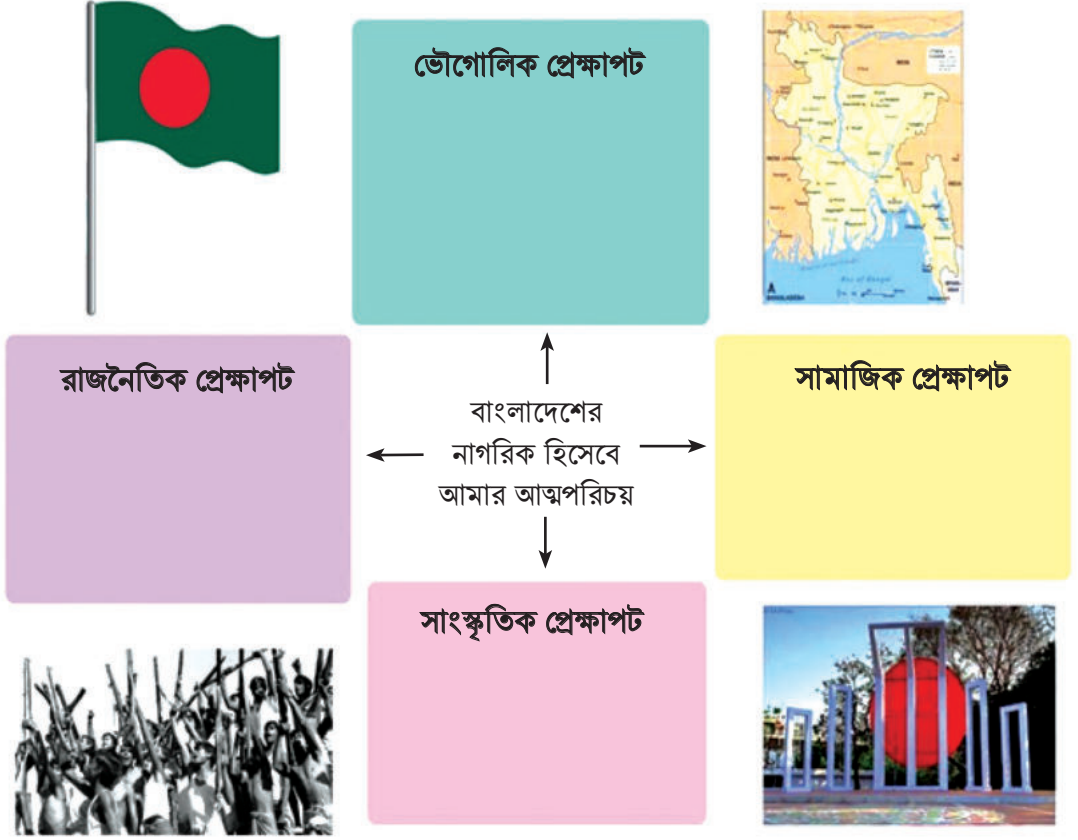 ভৌগোলিক প্রেক্ষাপট
রাজনৈতিক প্রেক্ষাপট
সামাজিক প্রেক্ষাপট
বাংলাদেশের
নাগরিক হিসেবে
আমার আত্মপরিচয়
সাংস্কৃতিক প্রেক্ষাপট